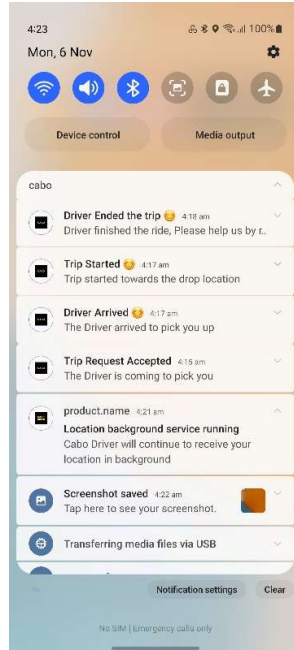 4:23
100%
Mon, 6 Nov
Device control
Media output
cabo
Driver Ended the trip 😊 4:18 am
Driver finished the ride, Please help us by r..
Trip Started 😊 4:17 am
Trip started towards the drop location
Driver Arrived 😊 4:17 am
The Driver arrived to pick you up
Trip Request Accepted 4:15 am
The Driver is coming to pick you
product.name 4:21 am
Location background service running
Cabo Driver will continue to receive your
location in background
Screenshot saved 4:22 am
Tap here to see your screenshot.
Transferring media files via USB
Notification settings
Clear
No SIM | Emergency calls only